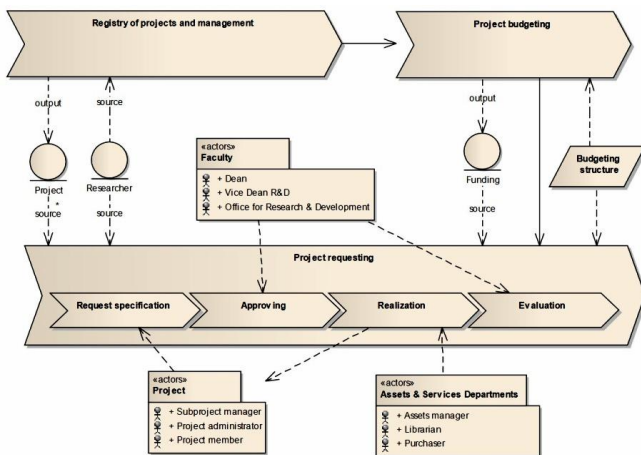 Registry of projects and management
Project budgeting
output
source
output
«actors»
Faculty
+ Dean
+ Vice Dean R&D
+ Office for Research & Development
Project
Researcher
Funding
Budgeting
structure
*
source
source
source
Project requesting
Request specification
Approving
Realization
Evaluation
«actors»
Project
+ Subproject manager
+ Project administrator
+ Project member
«actors»
Assets & Services Departments
+ Assets manager
+ Librarian
+ Purchaser